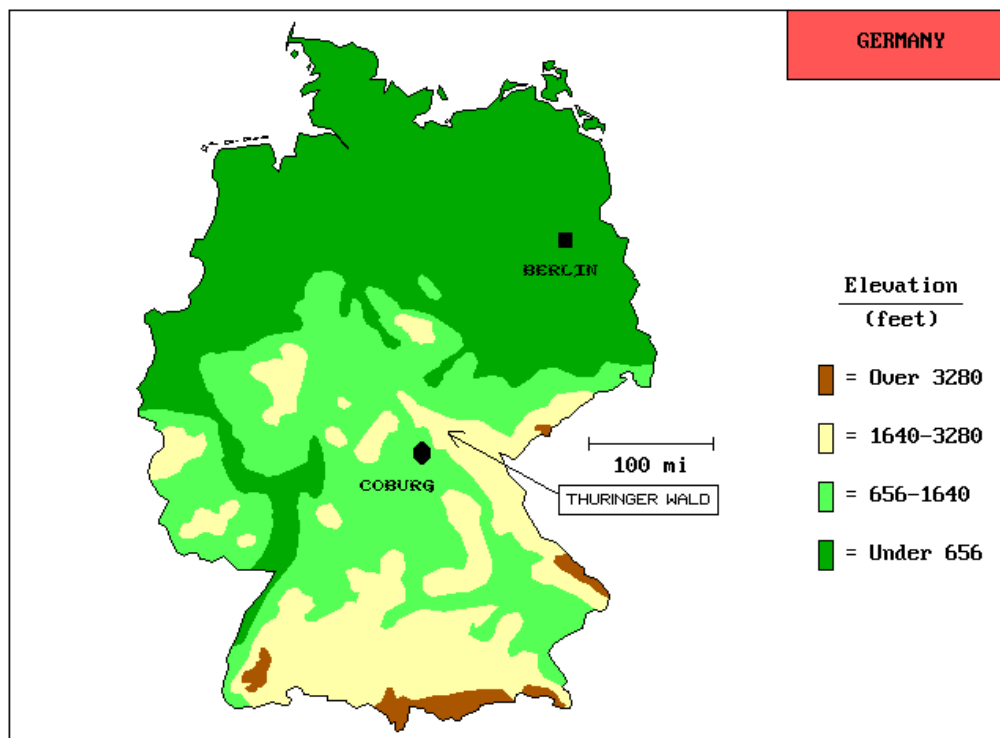 GERMANY
BERLIN
Elevation
(feet)
= Over 3280
= 1640-3280
100 mi
COBURG
THURINGER WALD
= 656-1640
= Under 656